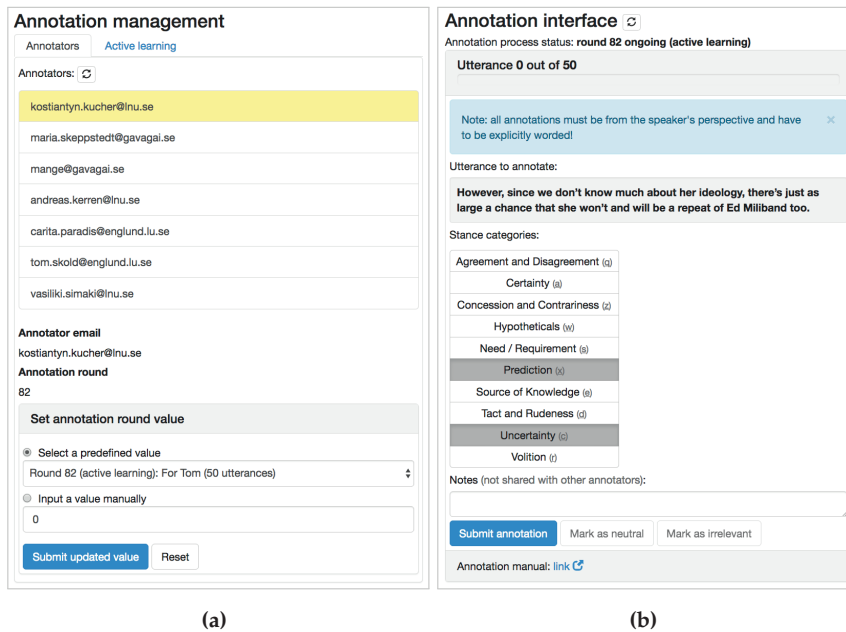 Annotation management
Annotators Active learning
Annotators:
kostiantyn.kucher@lnu.se
maria.skeppstedt@gavagai.se
mange@gavagai.se
andreas.kerren@lnu.se
carita.paradis@englund.lu.se
tom.skold@englund.lu.se
vasiliki.simaki@lnu.se
Annotator email
kostiantyn.kucher@lnu.se
Annotation round
82
Set annotation round value
Select a predefined value
Round 82 (active learning): For Tom (50 utterances)
Input a value manually
0
Submit updated value Reset
(a)
Annotation interface
Annotation process status: round 82 ongoing (active learning)
Utterance 0 out of 50
Note: all annotations must be from the speaker's perspective and have ×
to be explicitly worded!
Utterance to annotate:
However, since we don't know much about her ideology, there's just as
large a chance that she won't and will be a repeat of Ed Miliband too.
Stance categories:
Agreement and Disagreement (q)
Certainty (a)
Concession and Contrariness (z)
Hypotheticals (w)
Need / Requirement (s)
Prediction (x)
Source of Knowledge (e)
Tact and Rudeness (d)
Uncertainty (c)
Volition (r)
Notes (not shared with other annotators):
Submit annotation Mark as neutral Mark as irrelevant
Annotation manual: link
(b)